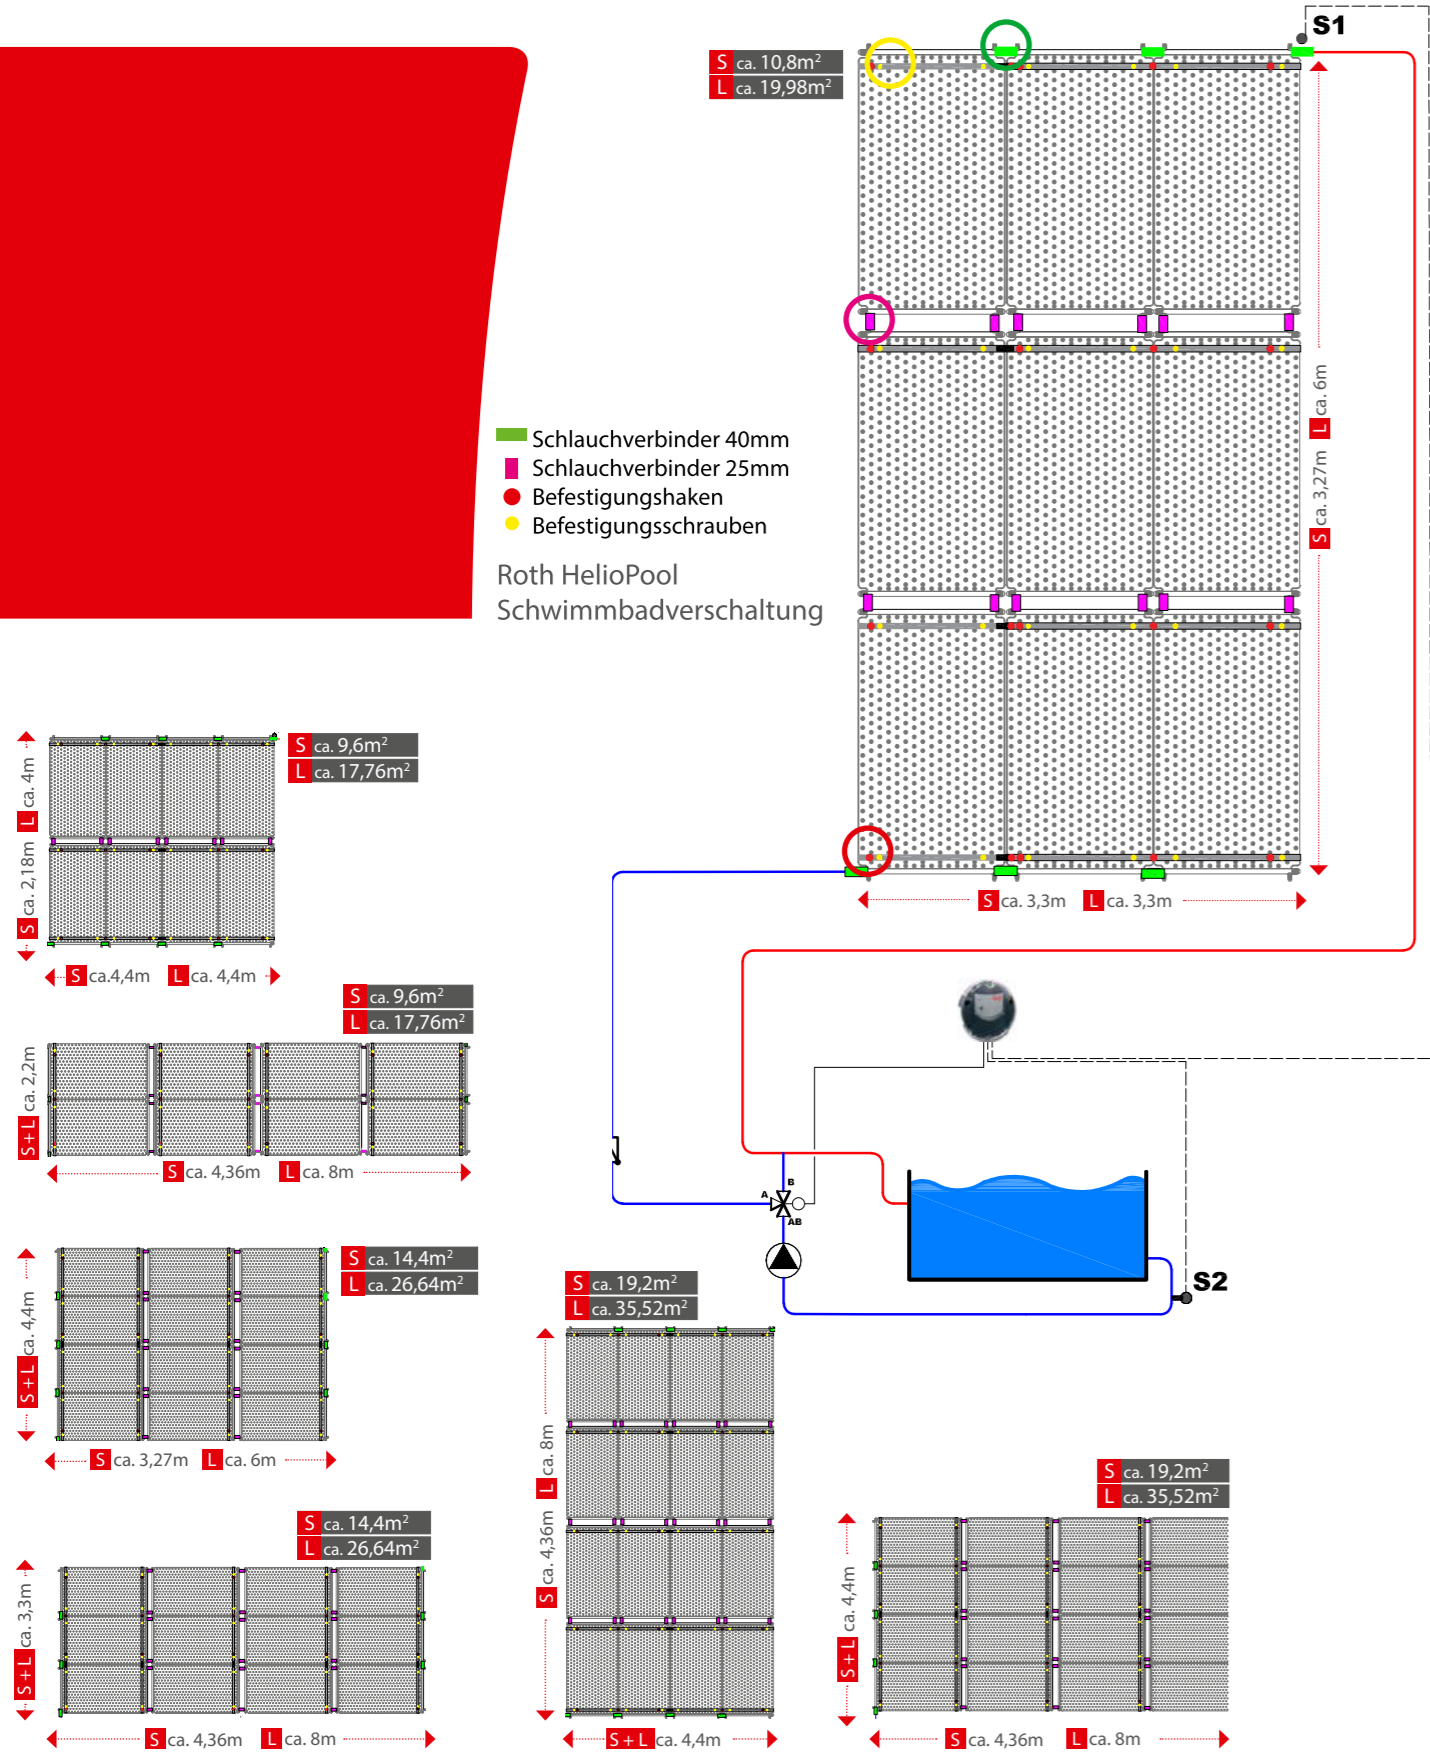 S1
S ca. 10,8m²
L ca. 19,98m²
S ca. 3,27m L ca. 6m
Schlauchverbinder 40mm
Schlauchverbinder 25mm
Befestigungshaken
Befestigungsschrauben
Roth HelioPool
Schwimmbadverschaltung
S ca. 3,3m L ca. 3,3m
S ca. 9,6m²
L ca. 17,76m²
S ca. 2,18m L ca. 4m
S ca.4,4m L ca. 4,4m
S ca. 9,6m²
L ca. 17,76m²
S+L ca. 2,2m
S ca. 4,36m L ca. 8m
B
A
AB
S2
S ca. 14,4m²
L ca. 26,64m²
S+L ca. 4,4m
S ca. 3,27m L ca. 6m
S ca. 19,2m²
L ca. 35,52m²
S ca. 4,36m L ca. 8m
S+L ca. 4,4m
S ca. 14,4m²
L ca. 26,64m²
S+L ca. 3,3m
S ca. 4,36m L ca. 8m
S ca. 19,2m²
L ca. 35,52m²
S+L ca. 4,4m
S ca. 4,36m L ca. 8m